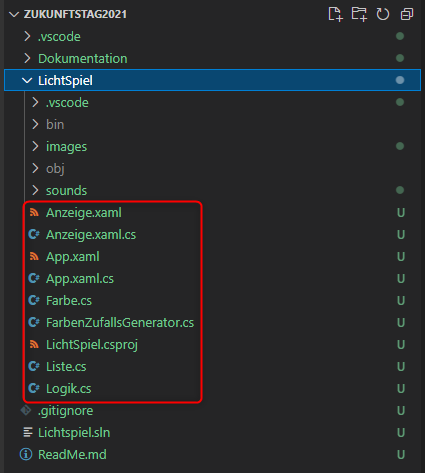 ZUKUNFTSTAG2021
.vscode
Dokumentation
LichtSpiel
.vscode
bin
images
obj
sounds
Anzeige.xaml U
C# Anzeige.xaml.cs U
App.xaml U
C# App.xaml.cs U
C# Farbe.cs U
C# FarbenZufallsGenerator.cs U
LichtSpiel.csproj U
C# Liste.cs U
C# Logik.cs U
.gitignore U
Lichtspiel.sln U
ReadMe.md U